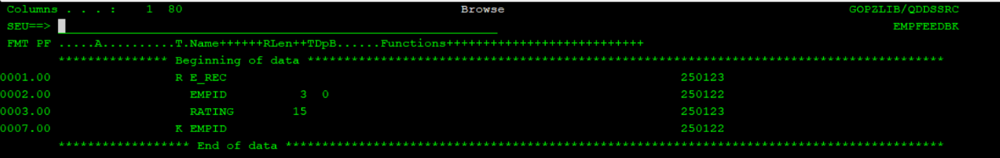 Columns . . . :    1  80                                      Browse                                               GOPZLIB/QDDSSRC
SEU==>                                                                                                                   EMPFEEDBK
FMT PF .....A..........T.Name++++++RLen++TDpB......Functions+++++++++++++++++++++++++++
*************** Beginning of data ****************************************************************************************
0001.00                 R E_REC                                                              250123
0002.00                   EMPID          3  0                                                250122
0003.00                   RATING        15                                                   250123
0007.00                 K EMPID                                                              250122
****************** End of data *******************************************************************************************